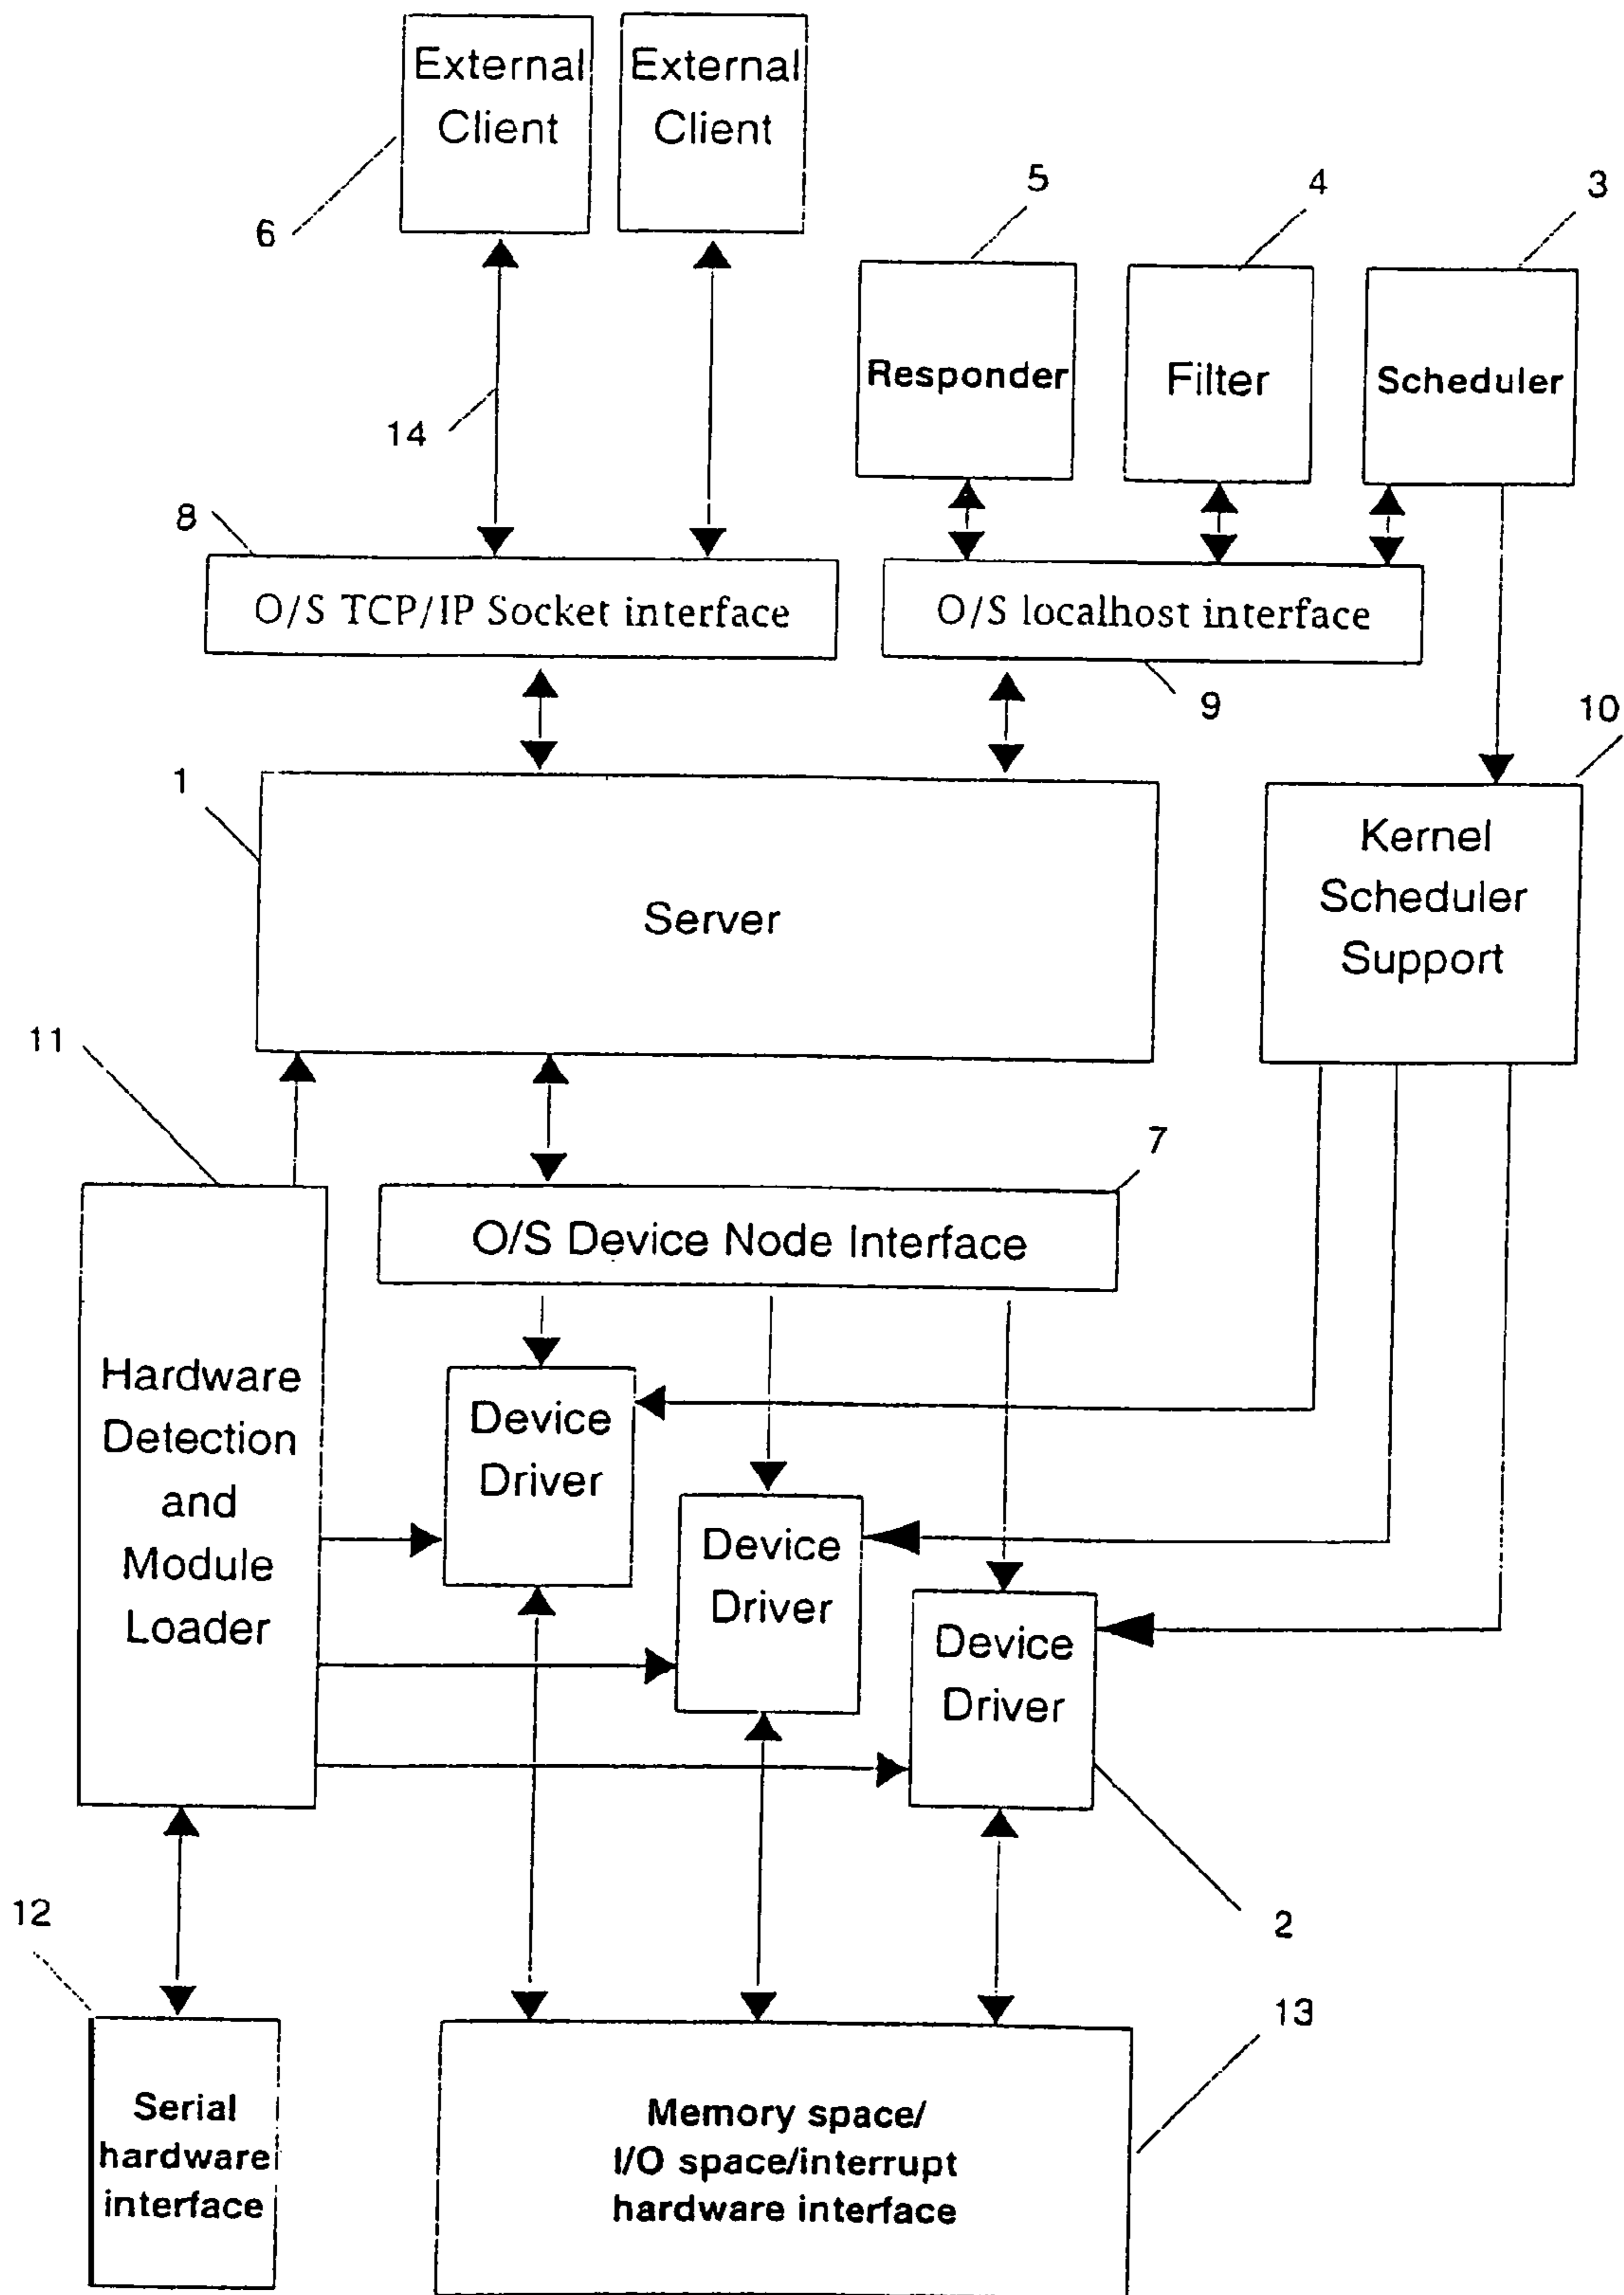 External
Client
External
Client
6
14
5
4
3
Responder
Filter
Scheduler
8
O/S TCP/IP Socket interface
O/S localhost interface
9
10
1
Server
Kernel
Scheduler
Support
11
7
O/S Device Node Interface
Hardware
Detection
and
Module
Loader
Device
Driver
Device
Driver
Device
Driver
2
12
13
Serial
hardware
interface
Memory space/
I/O space/interrupt
hardware interface